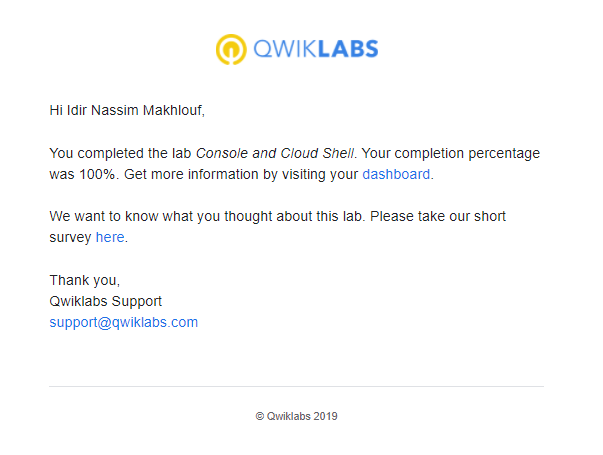 QWIKLABS
Hi Idir Nassim Makhlouf,
You completed the lab Console and Cloud Shell. Your completion percentage
was 100%. Get more information by visiting your dashboard.
We want to know what you thought about this lab. Please take our short
survey here.
Thank you,
Qwiklabs Support
support@qwiklabs.com
© Qwiklabs 2019